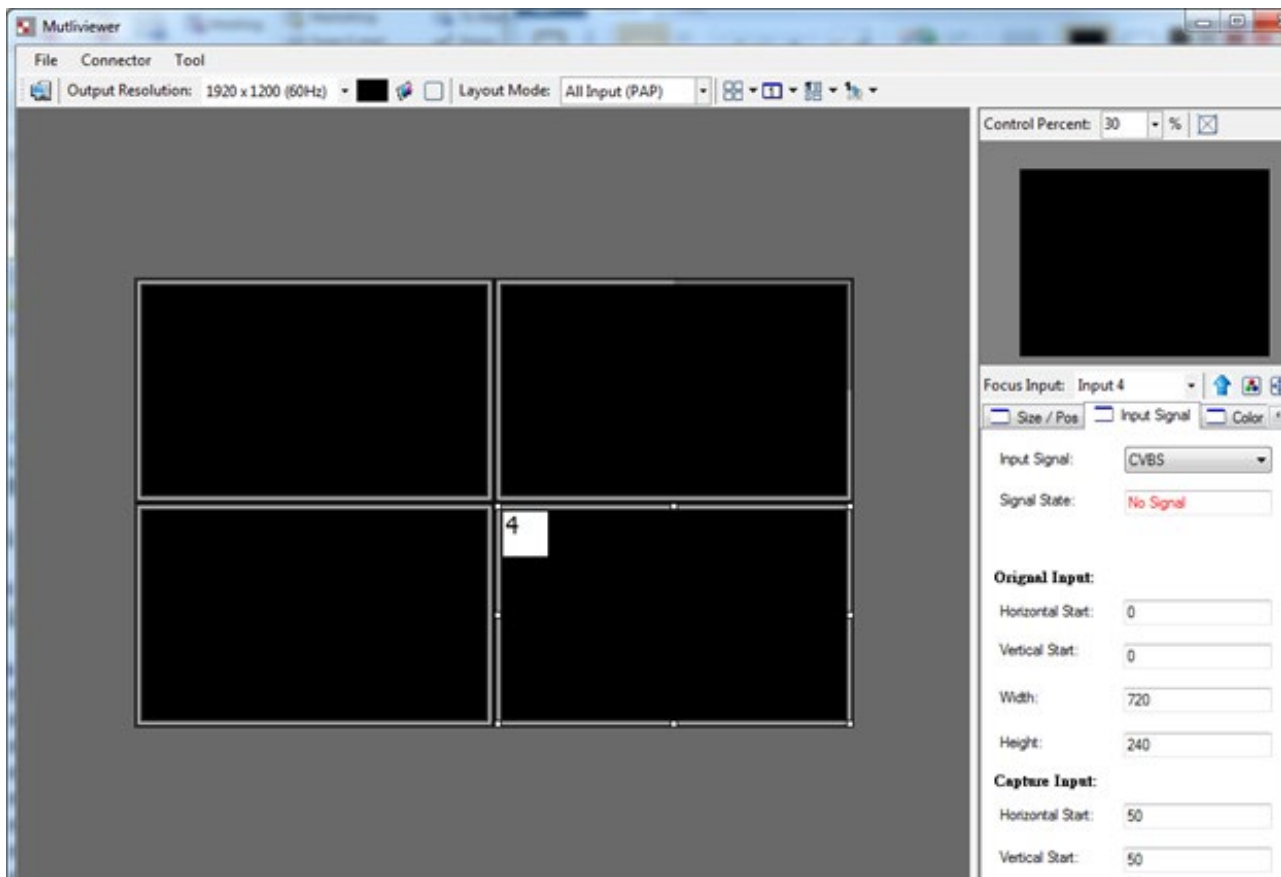 Mutliviewer
File Connector Tool
Output Resolution: 1920 x 1200 (60Hz) Layout Mode: All Input (PAP)
Control Percent: 30 %
4
Focus Input: Input 4
Size / Pos Input Signal Color
Input Signal: CVBS
Signal State: No Signal
Orignal Input:
Horizontal Start: 0
Vertical Start: 0
Width: 720
Height: 240
Capture Input:
Horizontal Start: 50
Vertical Start: 50